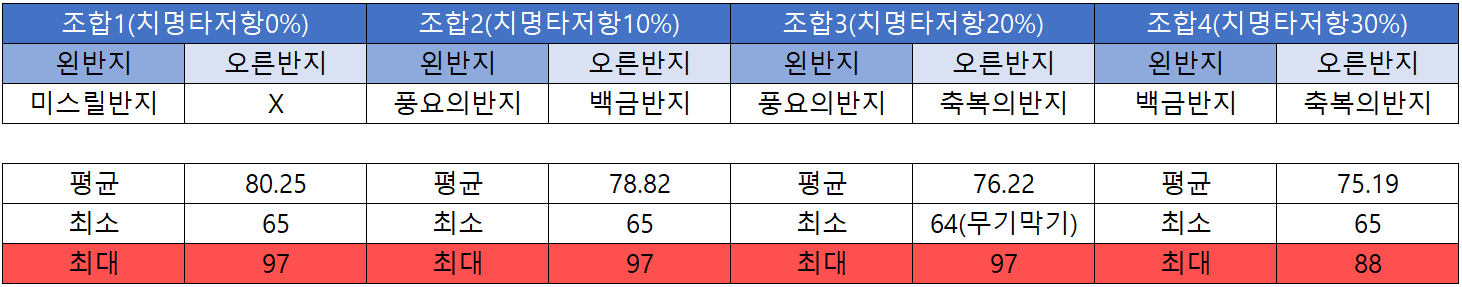 조합1(치명타저항0%) 조합2(치명타저항10%) 조합3(치명타저항20%) 조합4(치명타저항30%)
왼반지 오른반지 왼반지 오른반지 왼반지 오른반지 왼반지 오른반지
미스릴반지 X 풍요의반지 백금반지 풍요의반지 축복의반지 백금반지 축복의반지
평균 80.25 평균 78.82 평균 76.22 평균 75.19
최소 65 최소 65 최소 64(무기막기) 최소 65
최대 97 최대 97 최대 97 최대 88